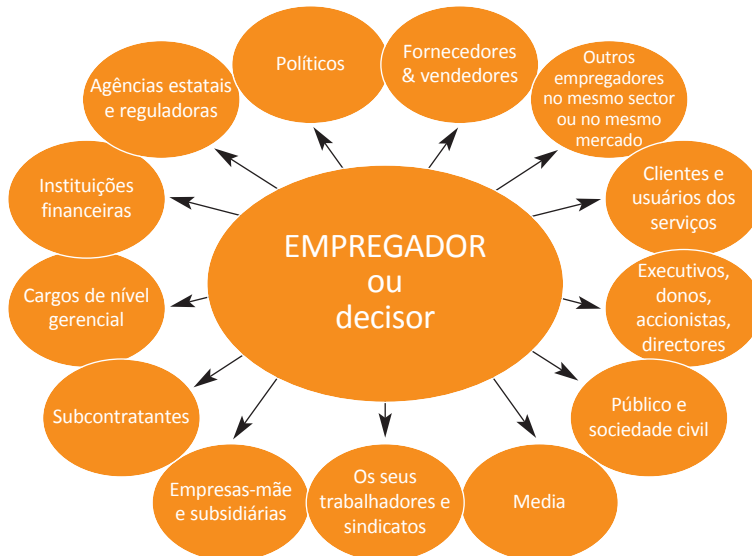 Políticos
Fornecedores
& vendedores
Outros
empregadores
no mesmo sector
ou no mesmo
mercado
Clientes e
usuários dos
serviços
Executivos,
donos,
accionistas,
directores
Público e
sociedade civil
Media
Os seus
trabalhadores e
sindicatos
Empresas-mãe
e subsidiárias
Subcontratantes
Cargos de nível
gerencial
Instituições
financeiras
Agências estatais
e reguladoras
EMPREGADOR
ou
decisor